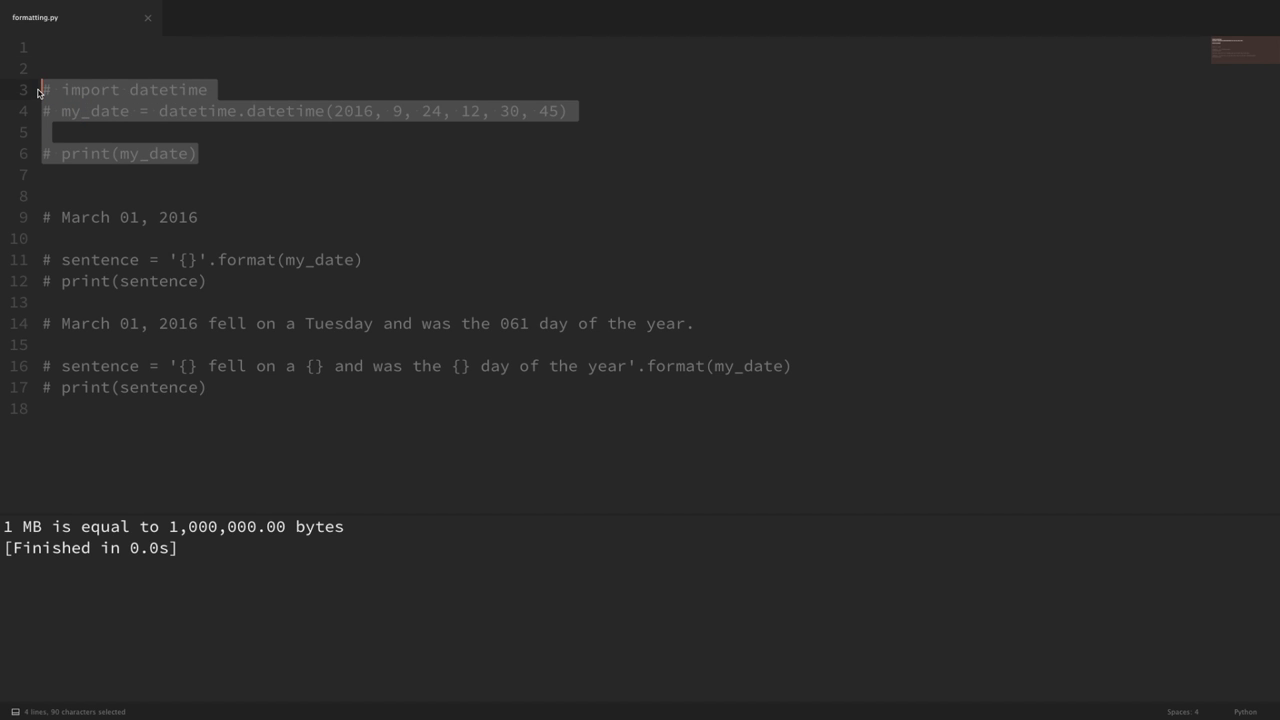 formatting.py
1
2
3 # import datetime
4 # my_date = datetime.datetime(2016, 9, 24, 12, 30, 45)
5
6 # print(my_date)
7
8
9 # March 01, 2016
10
11 # sentence = '{}'.format(my_date)
12 # print(sentence)
13
14 # March 01, 2016 fell on a Tuesday and was the 061 day of the year.
15
16 # sentence = '{} fell on a {} and was the {} day of the year'.format(my_date)
17 # print(sentence)
18
1 MB is equal to 1,000,000.00 bytes
[Finished in 0.0s]
4 lines, 90 characters selected Spaces: 4 Python